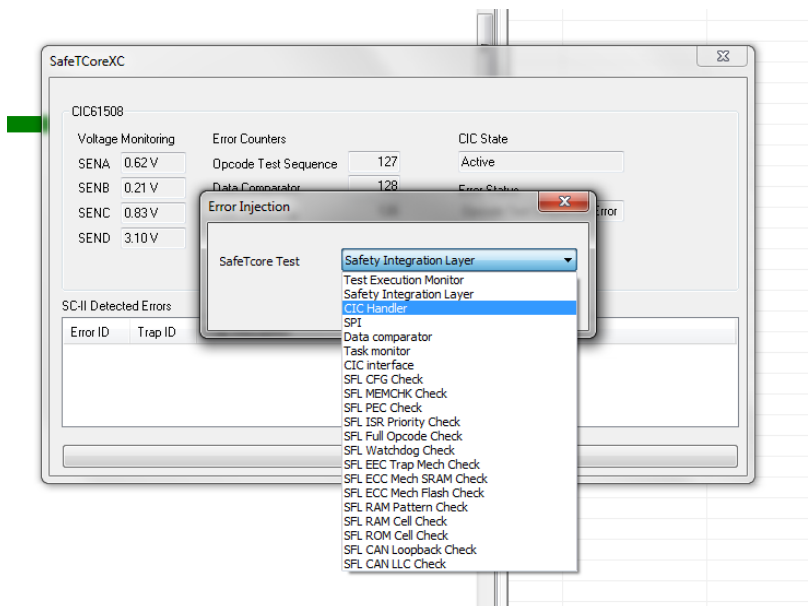 SafeTCoreXC
CIC61508
Voltage Monitoring Error Counters CIC State
SENA 0.62 V Opcode Test Sequence 127 Active
SENB 0.21 V Data Comparator 128 Error Status
SENC 0.83 V Error
SEND 3.10 V
Error Injection
SafeTcore Test Safety Integration Layer
Test Execution Monitor
Safety Integration Layer
CIC Handler
SPI
Data comparator
Task monitor
CIC interface
SFL CFG Check
SFL MEMCHK Check
SFL PEC Check
SFL ISR Priority Check
SFL Full Opcode Check
SFL Watchdog Check
SFL EEC Trap Mech Check
SFL ECC Mech SRAM Check
SFL ECC Mech Flash Check
SFL RAM Pattern Check
SFL RAM Cell Check
SFL ROM Cell Check
SFL CAN Loopback Check
SFL CAN LLC Check
SC-II Detected Errors
Error ID Trap ID